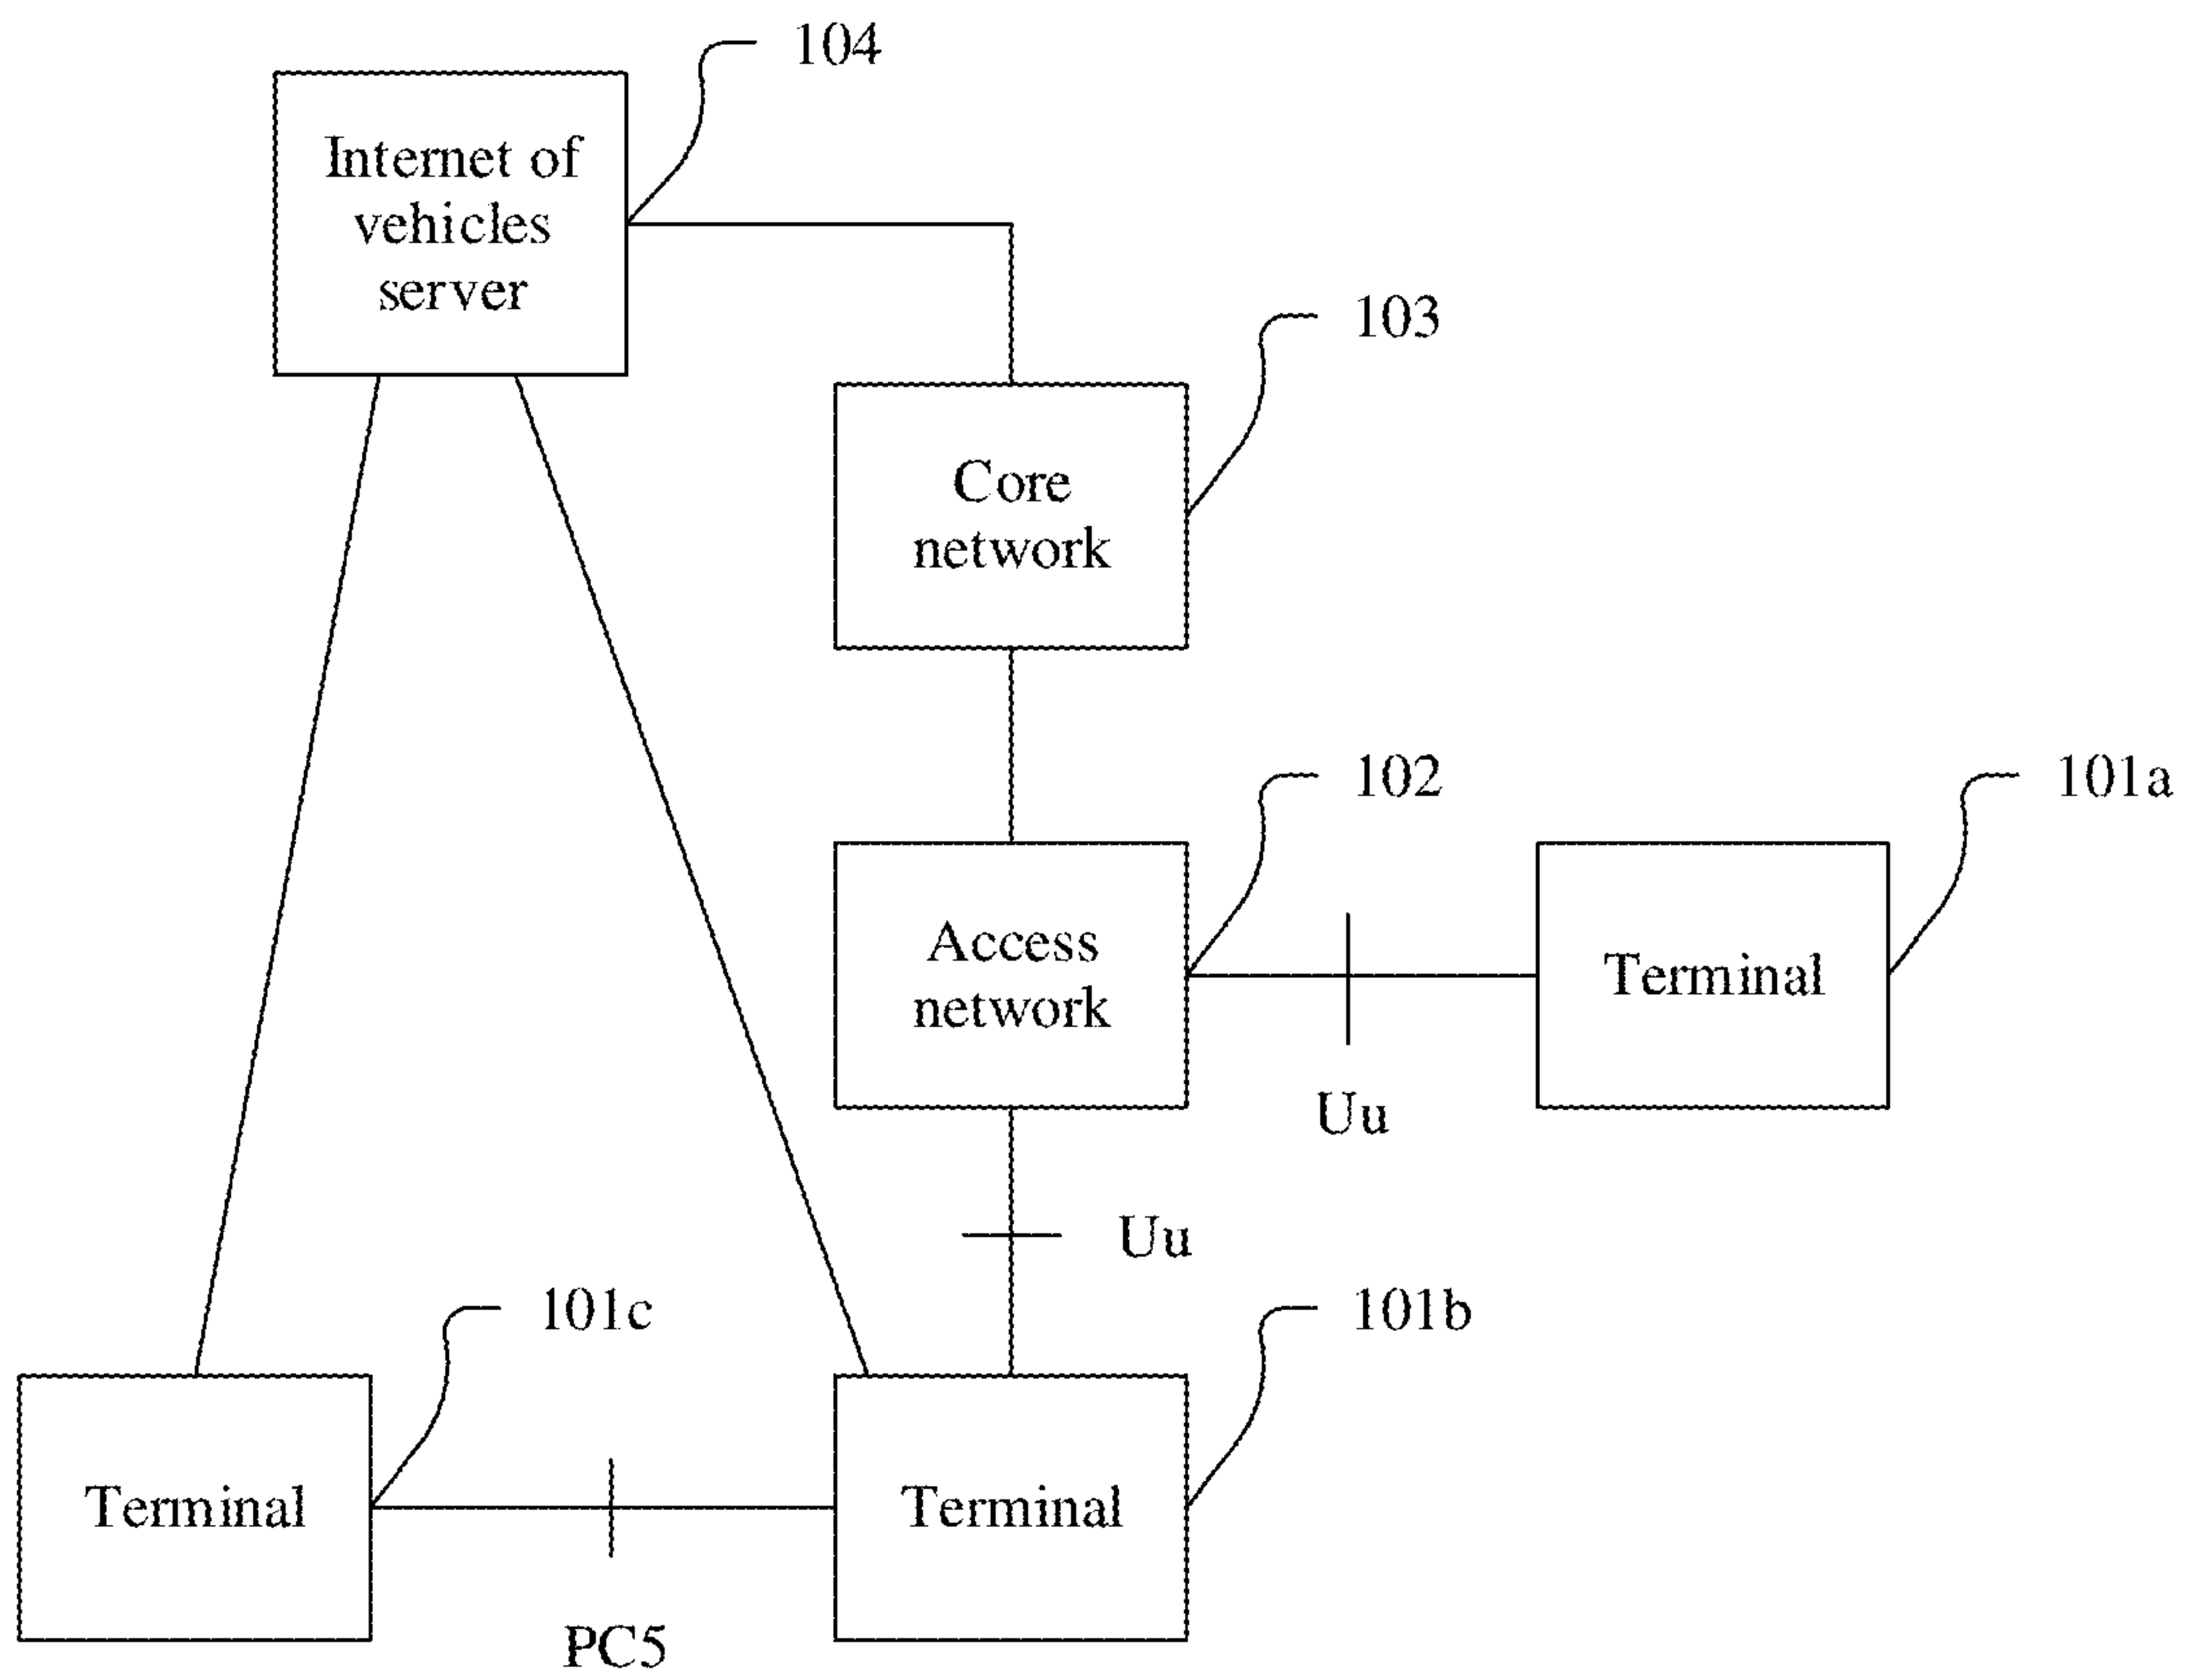 104
Internet of
vehicles
server
103
Core
network
102
101a
Access
network
Terminal
Uu
Uu
101c
101b
Terminal
Terminal
PC5